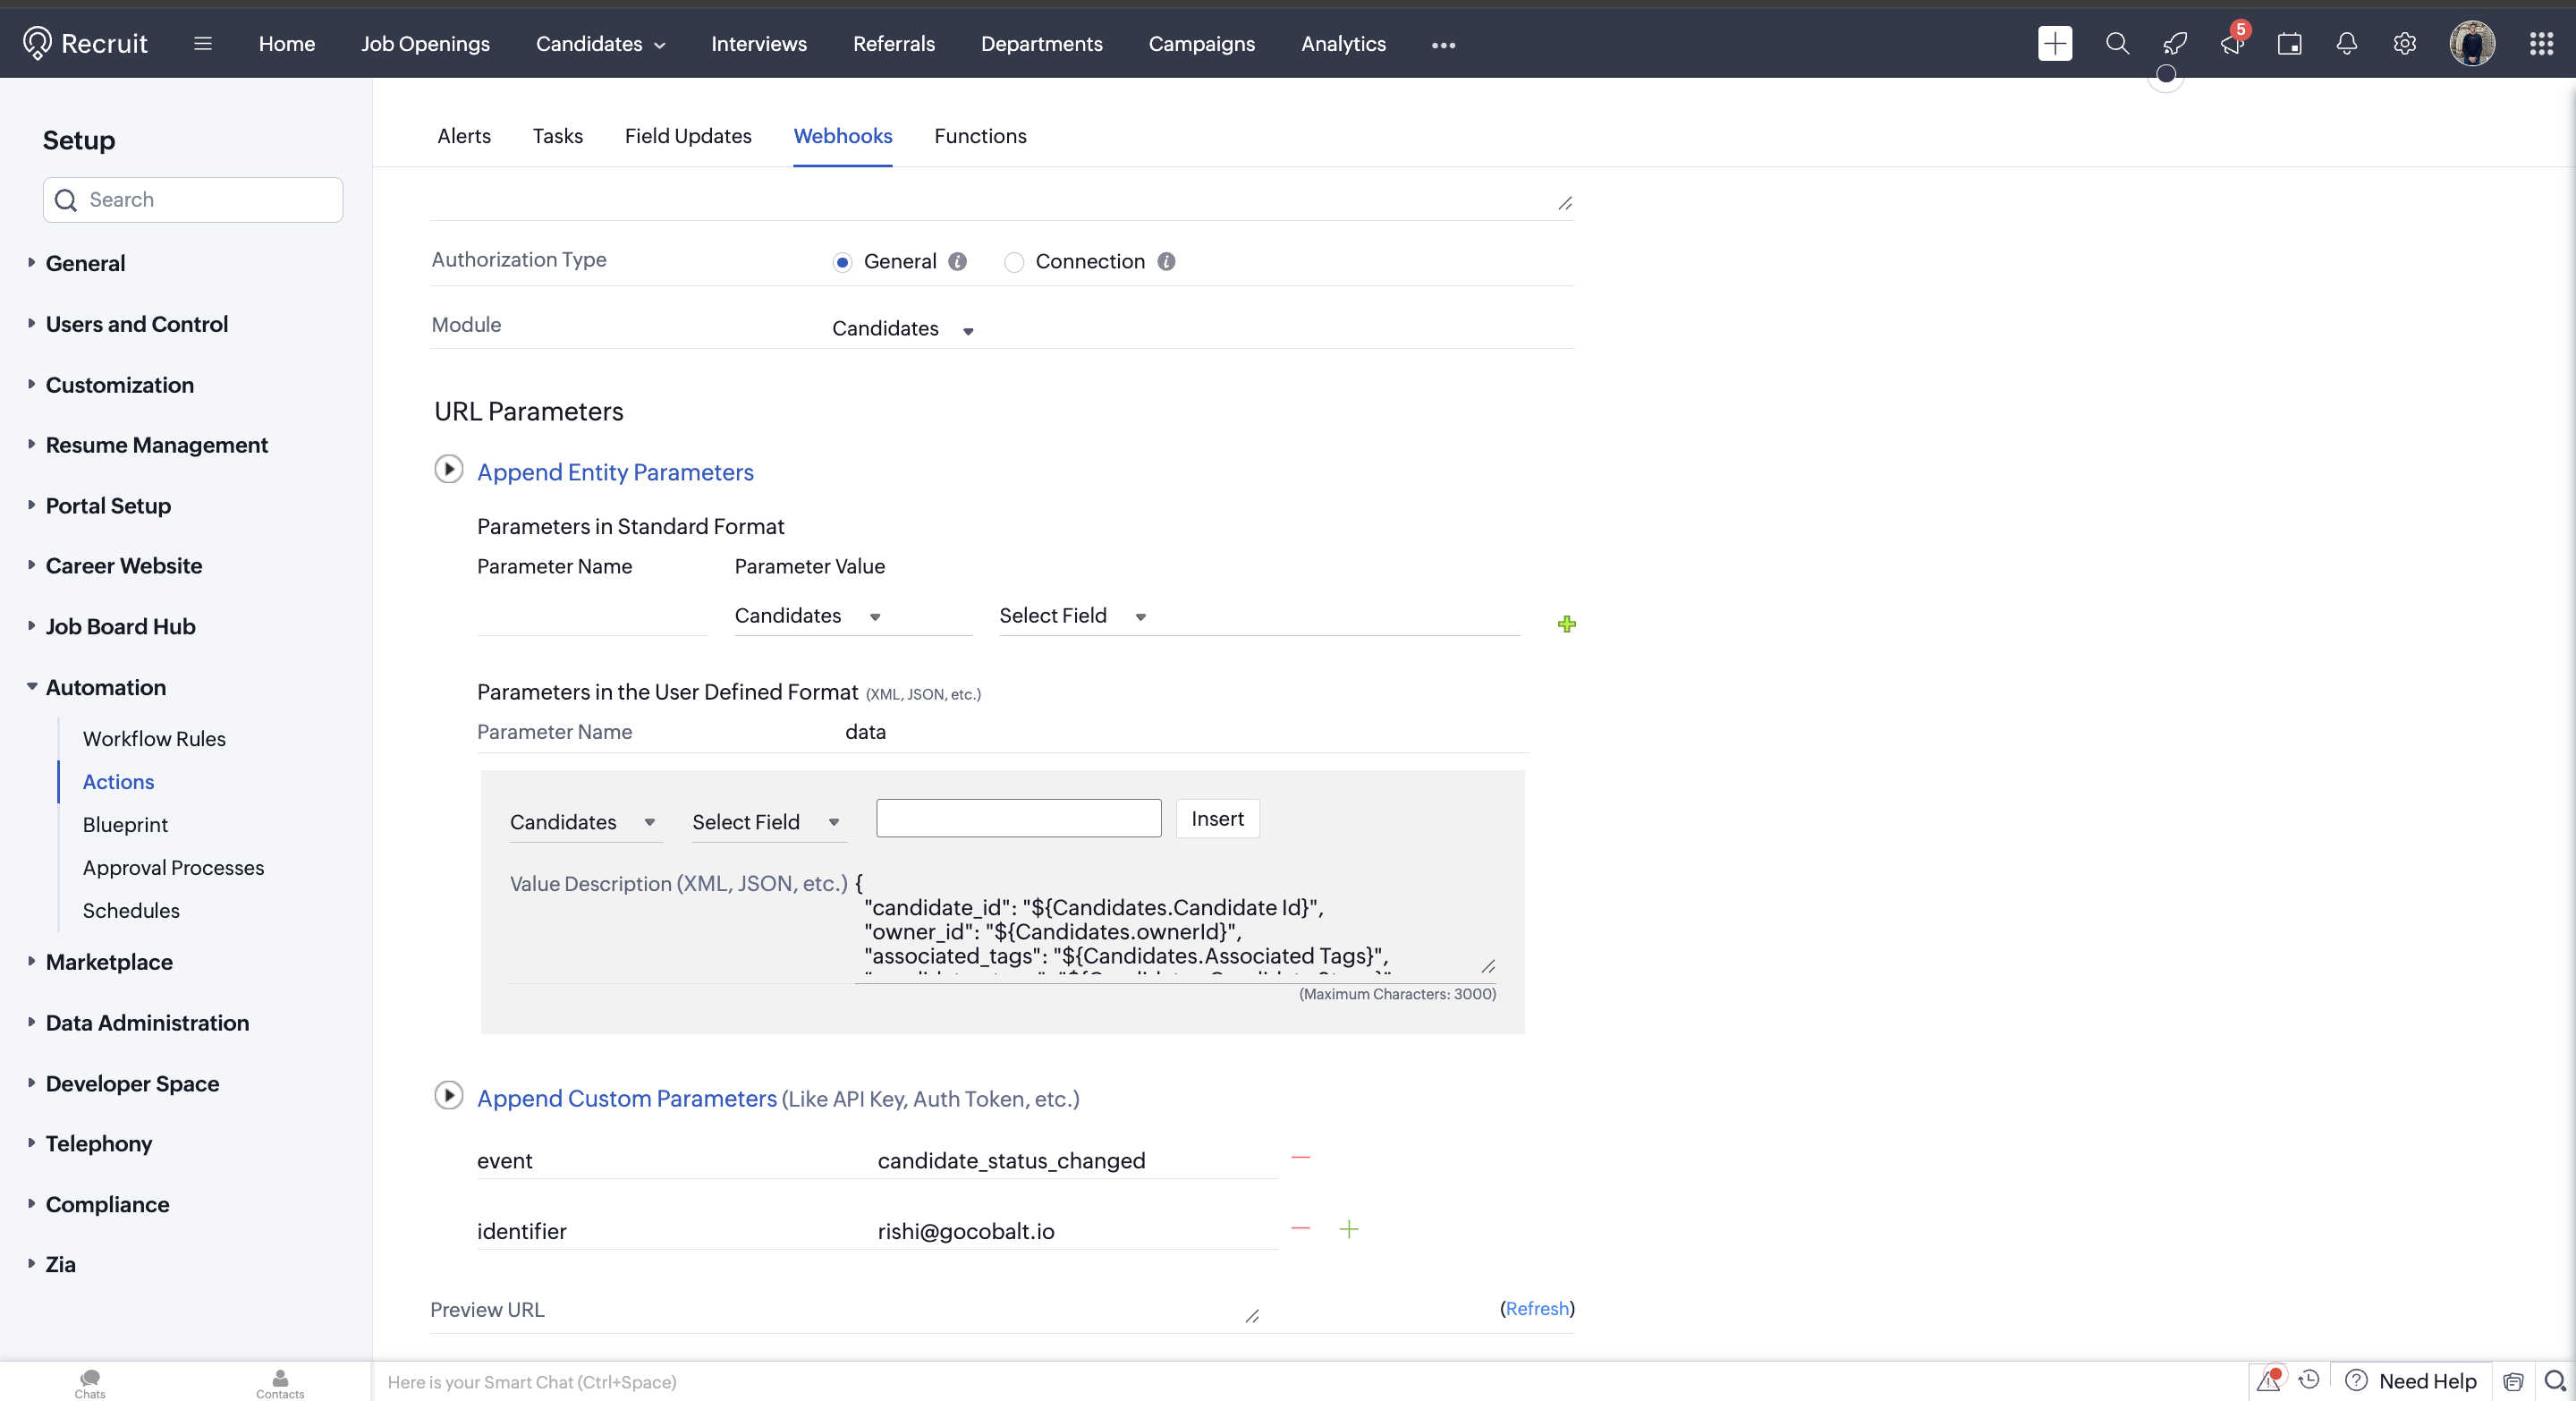 Recruit
Home
Job Openings
Candidates
Interviews
Referrals
Departments
Campaigns
Analytics
5
Setup
Search
General
Users and Control
Customization
Resume Management
Portal Setup
Career Website
Job Board Hub
Automation
Workflow Rules
Actions
Blueprint
Approval Processes
Schedules
Marketplace
Data Administration
Developer Space
Telephony
Compliance
Zia
Alerts
Tasks
Field Updates
Webhooks
Functions
Authorization Type
General
Connection
Module
Candidates
URL Parameters
Append Entity Parameters
Parameters in Standard Format
Parameter Name
Parameter Value
Candidates
Select Field
Parameters in the User Defined Format (XML, JSON, etc.)
Parameter Name
data
Candidates
Select Field
Insert
Value Description (XML, JSON, etc.)
{
"candidate_id": "${Candidates.Candidate Id}",
"owner_id": "${Candidates.ownerId}",
"associated_tags": "${Candidates.Associated Tags}",
(Maximum Characters: 3000)
Append Custom Parameters (Like API Key, Auth Token, etc.)
event
candidate_status_changed
identifier
rishi@gocobalt.io
Preview URL
(Refresh)
Chats
Contacts
Here is your Smart Chat (Ctrl+Space)
Need Help